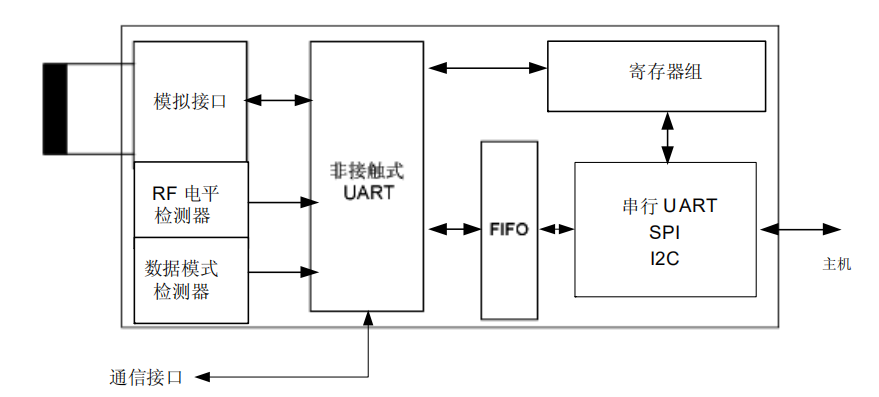 模拟接口
RF 电平
检测器
数据模式
检测器
非接触式
UART
FIFO
寄存器组
串行 UART
SPI
I2C
主机
通信接口